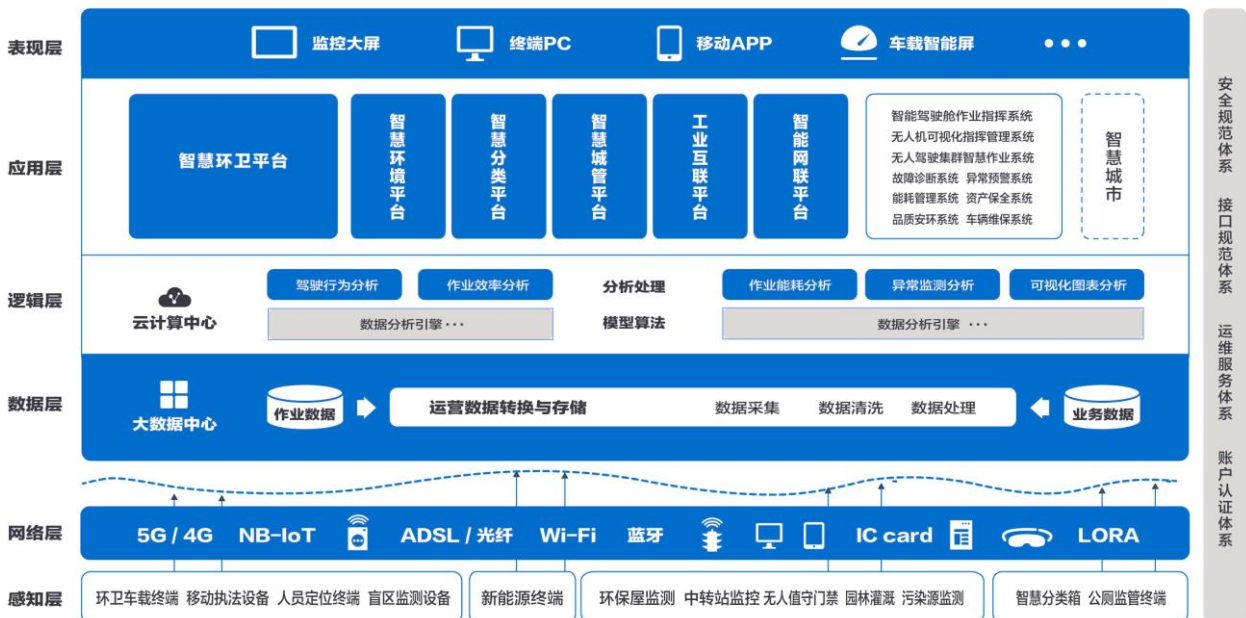 表现层
监控大屏
终端PC
移动APP
车载智能屏
•••
应用层
智慧环卫平台
智慧环境平台
智慧分类平台
智慧城管平台
工业互联平台
智能网联平台
智能驾驶舱作业指挥系统
无人机可视化指挥管理系统
无人驾驶集群智慧作业系统
故障诊断系统 异常预警系统
能耗管理系统 资产保全系统
品质安环系统 车辆维保系统
智慧城市
逻辑层
云计算中心
驾驶行为分析
作业效率分析
分析处理
作业能耗分析
异常监测分析
可视化图表分析
数据分析引擎···
模型算法
数据分析引擎 ···
数据层
大数据中心
作业数据
运营数据转换与存储
数据采集
数据清洗
数据处理
业务数据
网络层
5G / 4G
NB-IoT
ADSL / 光纤
Wi-Fi
蓝牙
IC card
LORA
感知层
环卫车载终端 移动执法设备 人员定位终端 盲区监测设备
新能源终端
环保屋监测 中转站监控 无人值守门禁 园林灌溉 污染源监测
智慧分类箱 公厕监管终端
安全规范体系
接口规范体系
运维服务体系
账户认证体系